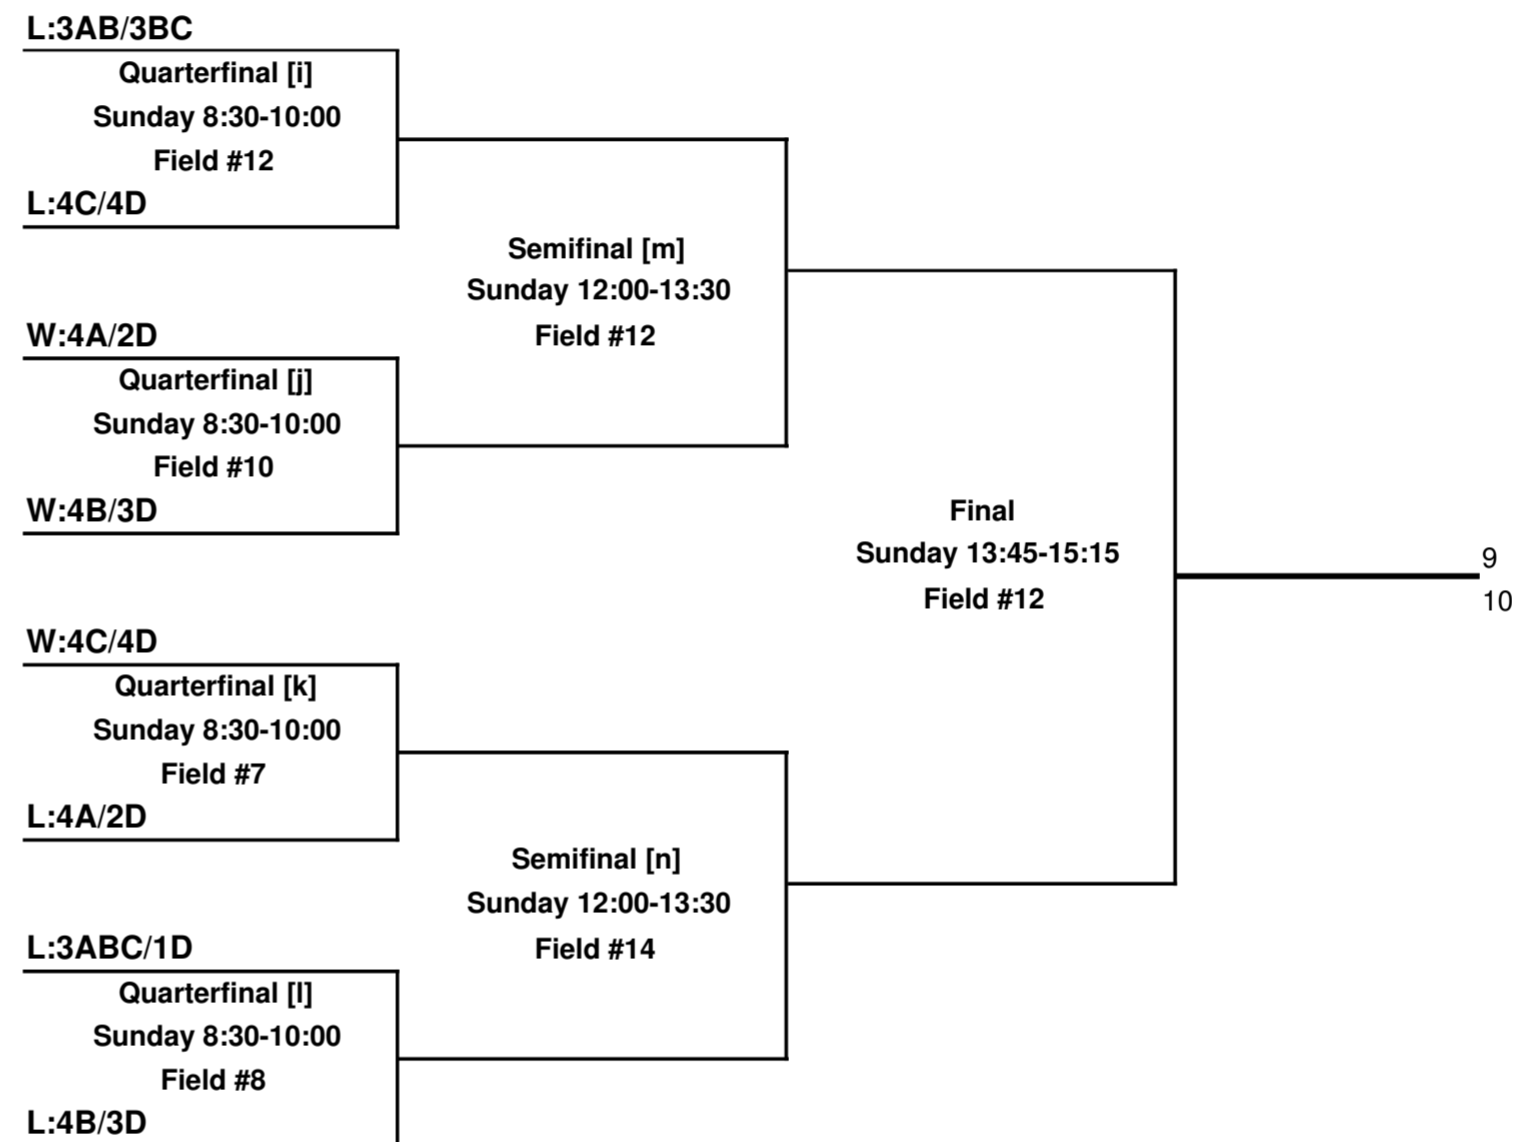 L:3AB/3BC
Quarterfinal [i]
Sunday 8:30-10:00
Field #12
L:4C/4D
Semifinal [m]
Sunday 12:00-13:30
Field #12
W:4A/2D
Quarterfinal [j]
Sunday 8:30-10:00
Field #10
W:4B/3D
Final
Sunday 13:45-15:15
Field #12
9
10
W:4C/4D
Quarterfinal [k]
Sunday 8:30-10:00
Field #7
L:4A/2D
Semifinal [n]
Sunday 12:00-13:30
Field #14
L:3ABC/1D
Quarterfinal [l]
Sunday 8:30-10:00
Field #8
L:4B/3D